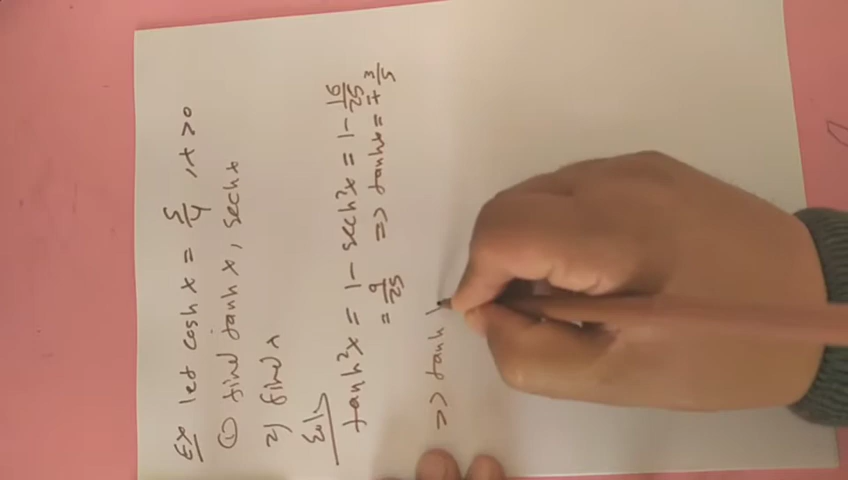 Ex let cosh x = 5/4 , x > 0
① find tanh x , sech x
2) find x
Sol
tanh²x = 1 - sech²x = 1 - 16/25
= 9/25 => tanh x = ± 3/5
=> tanh